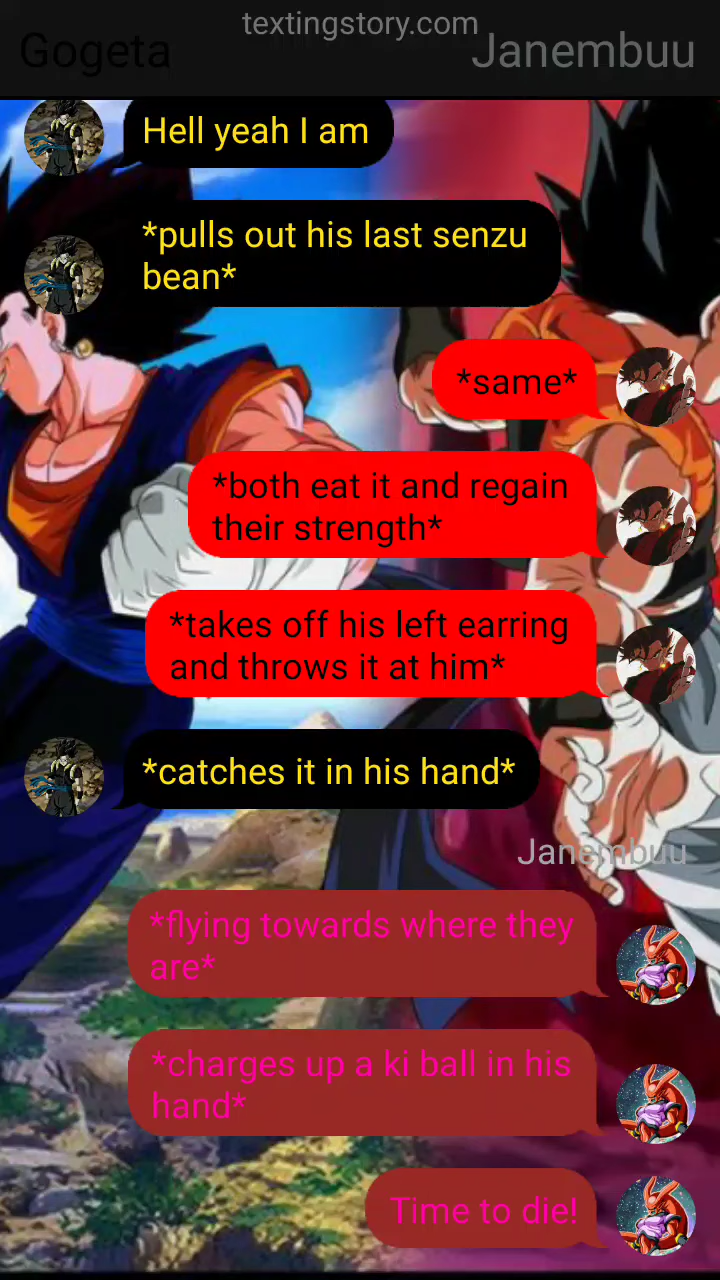 textingstory.com
Gogeta
Janembuu
Hell yeah I am
*pulls out his last senzu
bean*
*same*
*both eat it and regain
their strength*
*takes off his left earring
and throws it at him*
*catches it in his hand*
Janembuu
*flying towards where they
are*
*charges up a ki ball in his
hand*
Time to die!